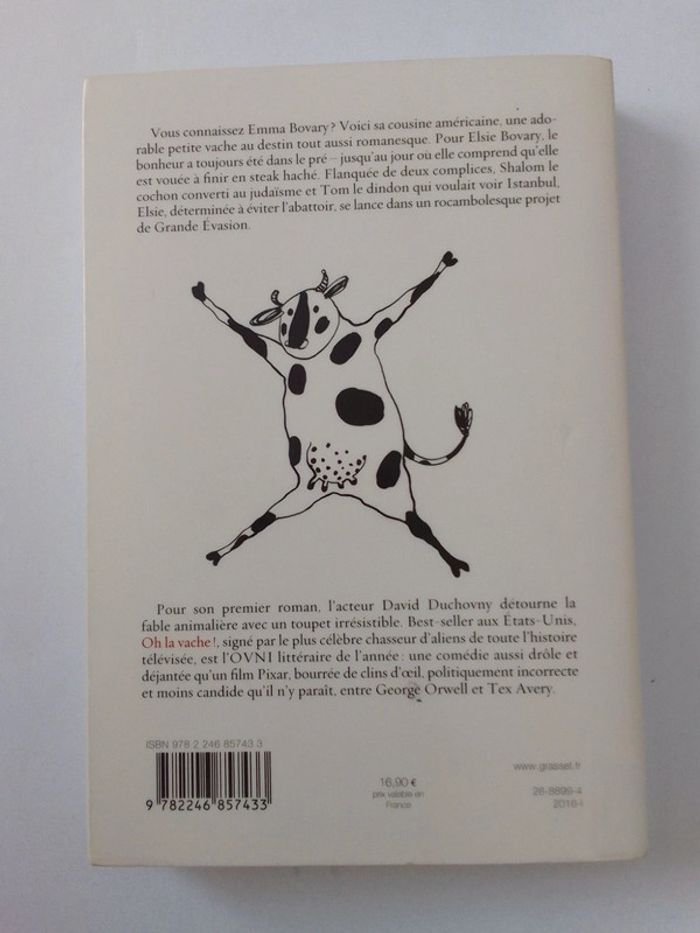 Vous connaissez Emma Bovary? Voici sa cousine américaine, une ado-
rable petite vache au destin tout aussi romanesque. Pour Elsie Bovary, le
bonheur a toujours été dans le pré – jusqu'au jour où elle comprend qu'elle
est vouée à finir en steak haché. Flanquée de deux complices, Shalom le
cochon converti au judaïsme et Tom le dindon qui voulait voir Istanbul,
Elsie, déterminée à éviter l'abattoir, se lance dans un rocambolesque projet
de Grande Évasion.
Pour son premier roman, l'acteur David Duchovny détourne la
fable animalière avec un toupet irrésistible. Best-seller aux États-Unis,
Oh la vache!, signé par le plus célèbre chasseur d'aliens de toute l'histoire
télévisée, est l'OVNI littéraire de l'année : une comédie aussi drôle et
déjantée qu'un film Pixar, bourrée de clins d'œil, politiquement incorrecte
et moins candide qu'il n'y paraît, entre George Orwell et Tex Avery.
ISBN 978 2 246 85743 3
9 782246 857433
16,90 €
prix valable en
France
www.grasset.fr
26-8899-4
2016-I